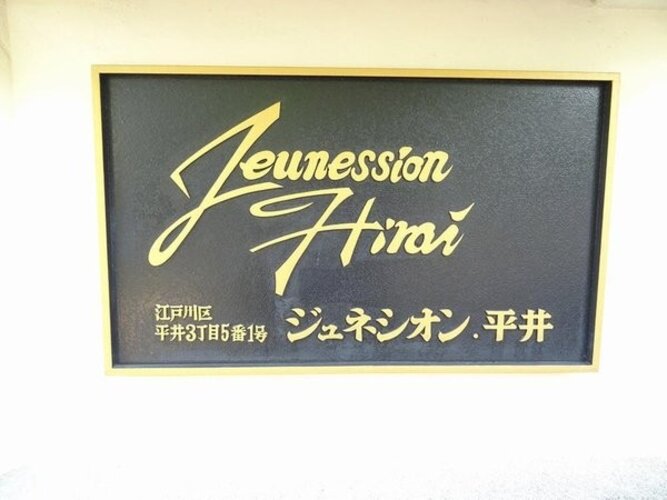 Jeunession
Hirai
江戸川区
平井3丁目5番1号
ジュネシオン.平井